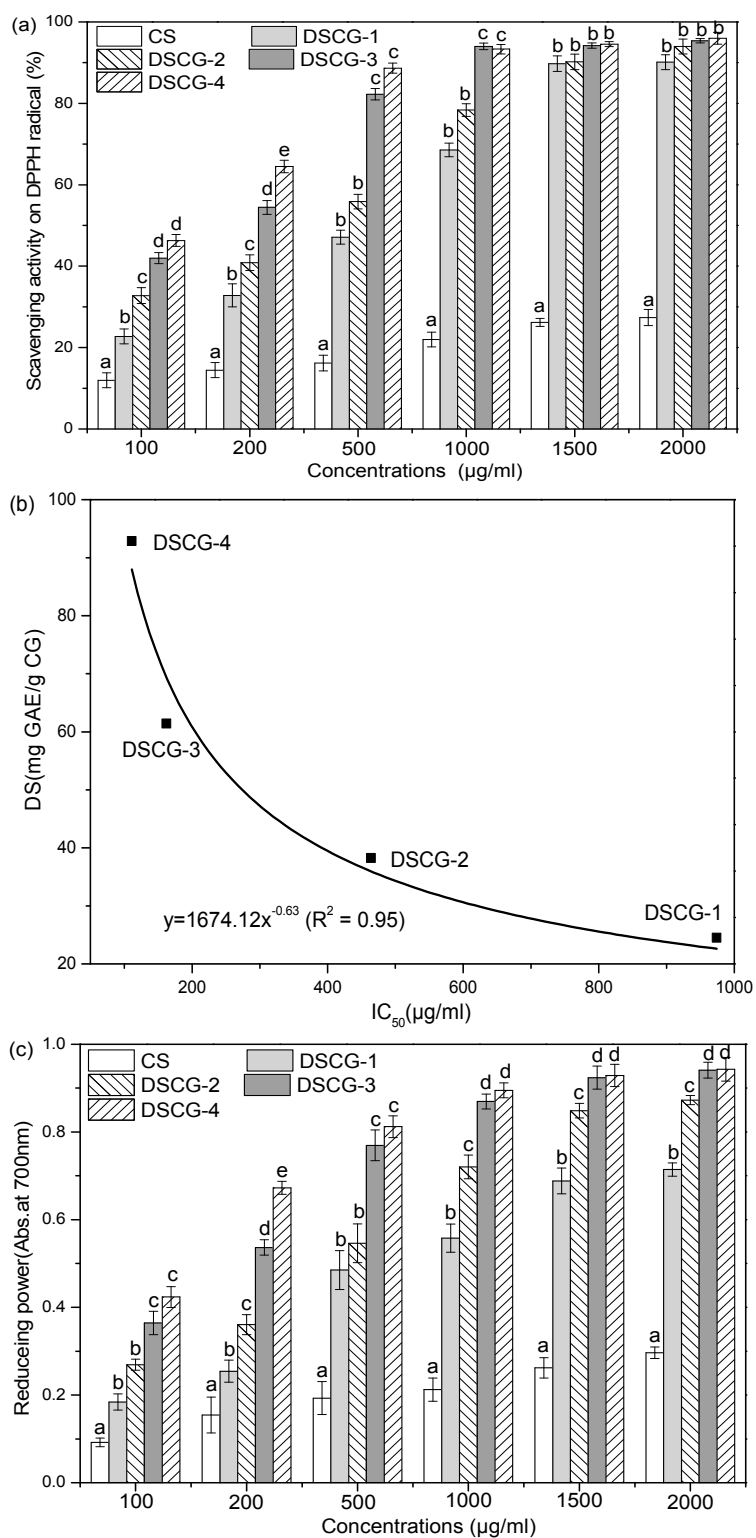 (a)
CS
DSCG-1
DSCG-2
DSCG-3
DSCG-4
Scavenging activity on DPPH radical (%)
100
80
60
40
20
0
a b c d d
a b c d e
a b b c c
a b b c c
a b b b b
a b b b b
100 200 500 1000 1500 2000
Concentrations (µg/ml)
(b)
DS(mg GAE/g CG)
100
80
60
40
20
DSCG-4
DSCG-3
DSCG-2
DSCG-1
y=1674.12x^-0.63 (R² = 0.95)
200 400 600 800 1000
IC₅₀(µg/ml)
(c)
CS
DSCG-1
DSCG-2
DSCG-3
DSCG-4
Reduceing power(Abs.at 700nm)
1.0
0.8
0.6
0.4
0.2
0.0
a b b c c
a b c d e
a b b c c
a b c d d
a b c d d
a b c d d
100 200 500 1000 1500 2000
Concentrations (µg/ml)